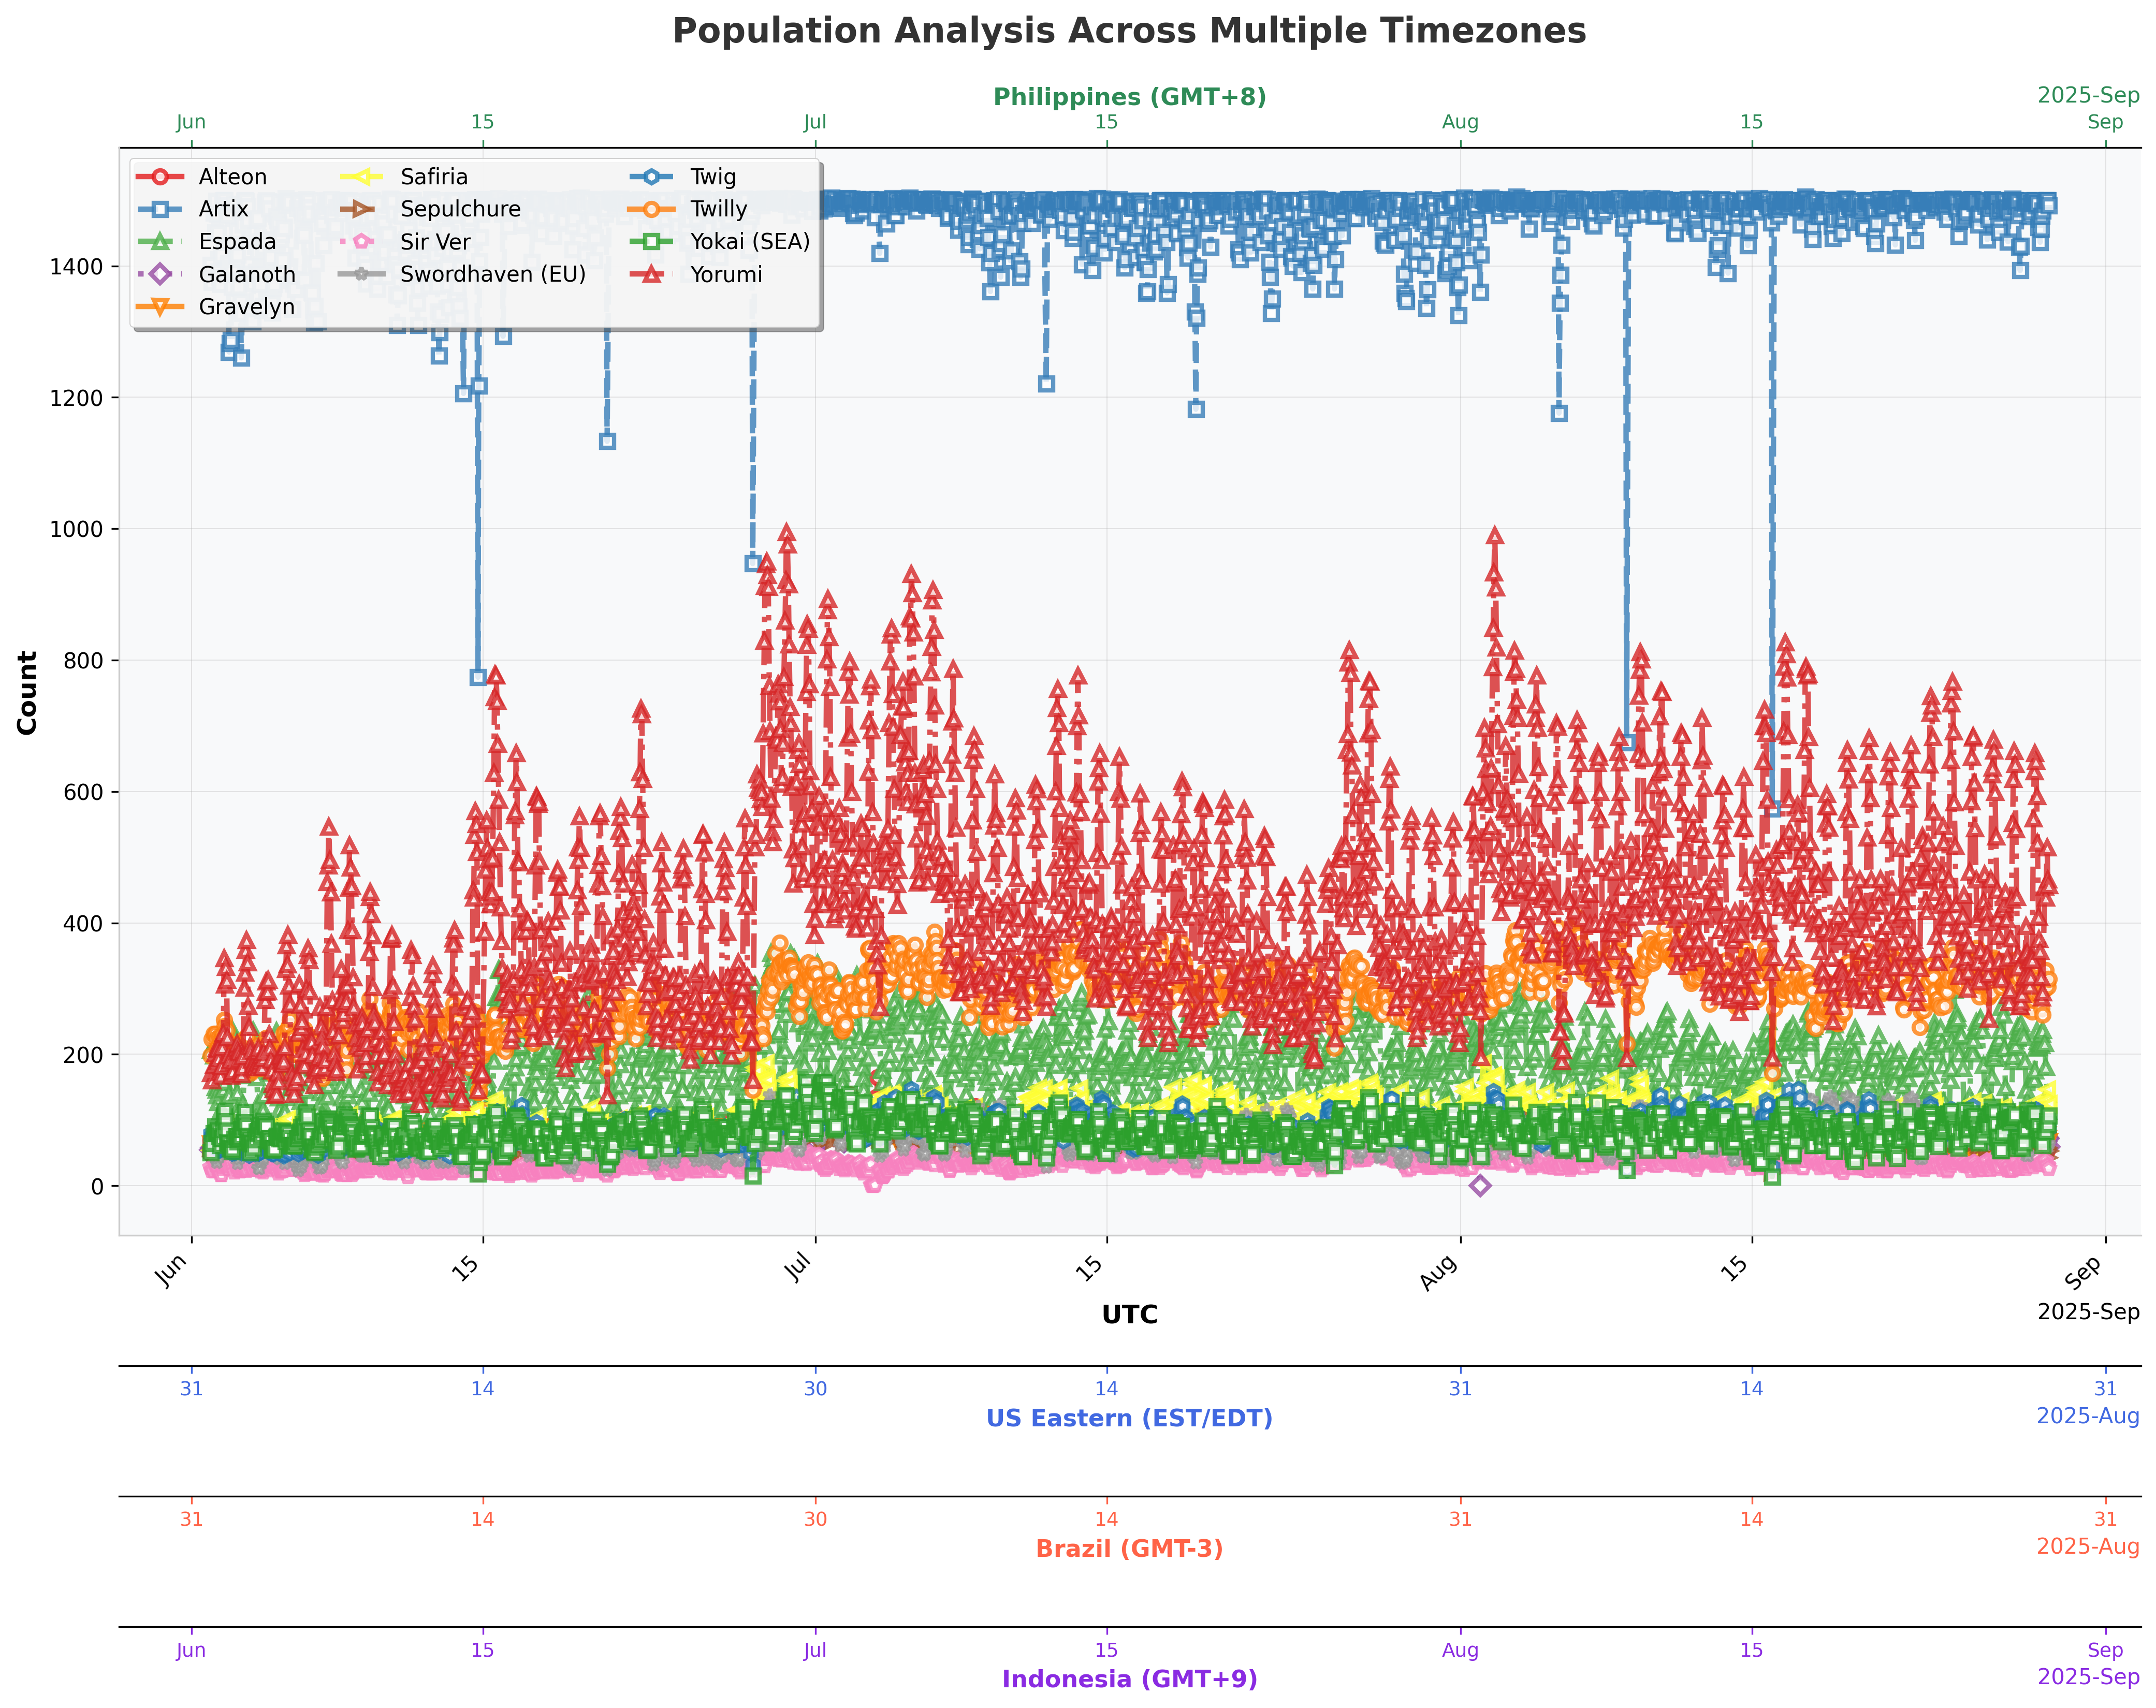 Population Analysis Across Multiple Timezones
Philippines (GMT+8)
2025-Sep
Jun 15 Jul 15 Aug 15 Sep
Alteon Safiria Twig
Artix Sepulchure Twilly
Espada Sir Ver Yokai (SEA)
Galanoth Swordhaven (EU) Yorumi
Gravelyn
1400
1200
1000
800
600
400
200
0
Count
Jun 15 Jul 15 Aug 15 Sep
UTC
2025-Sep
31 14 30 14 31 14 31
US Eastern (EST/EDT)
2025-Aug
31 14 30 14 31 14 31
Brazil (GMT-3)
2025-Aug
Jun 15 Jul 15 Aug 15 Sep
Indonesia (GMT+9)
2025-Sep